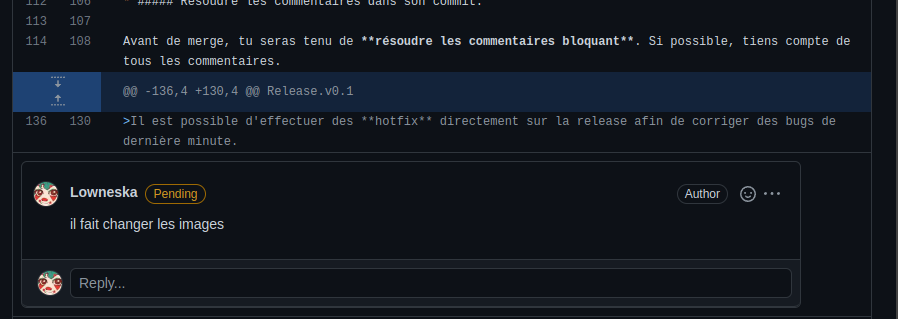 112 106 * ##### Résoudre les commentaires dans son commit.
113 107
114 108 Avant de merge, tu seras tenu de **résoudre les commentaires bloquant**. Si possible, tiens compte de
tous les commentaires.
@@ -136,4 +130,4 @@ Release.v0.1
136 130 >Il est possible d'effectuer des **hotfix** directement sur la release afin de corriger des bugs de
dernière minute.
Lowneska Pending Author
il fait changer les images
Reply...